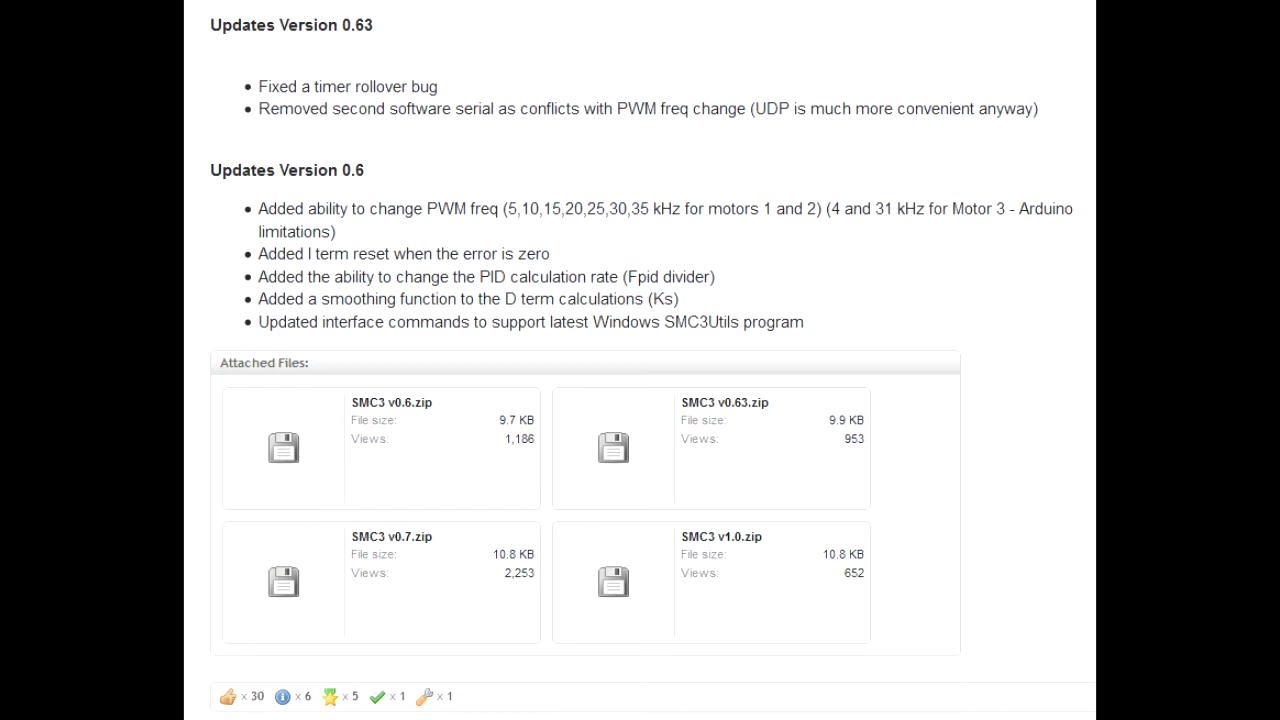 Updates Version 0.63
Fixed a timer rollover bug
Removed second software serial as conflicts with PWM freq change (UDP is much more convenient anyway)
Updates Version 0.6
Added ability to change PWM freq (5,10,15,20,25,30,35 kHz for motors 1 and 2) (4 and 31 kHz for Motor 3 - Arduino
limitations)
Added I term reset when the error is zero
Added the ability to change the PID calculation rate (Fpid divider)
Added a smoothing function to the D term calculations (Ks)
Updated interface commands to support latest Windows SMC3Utils program
Attached Files:
SMC3 v0.6.zip
File size: 9.7 KB
Views: 1,186
SMC3 v0.63.zip
File size: 9.9 KB
Views: 953
SMC3 v0.7.zip
File size: 10.8 KB
Views: 2,253
SMC3 v1.0.zip
File size: 10.8 KB
Views: 652
x 30 x 6 x 5 x 1 x 1